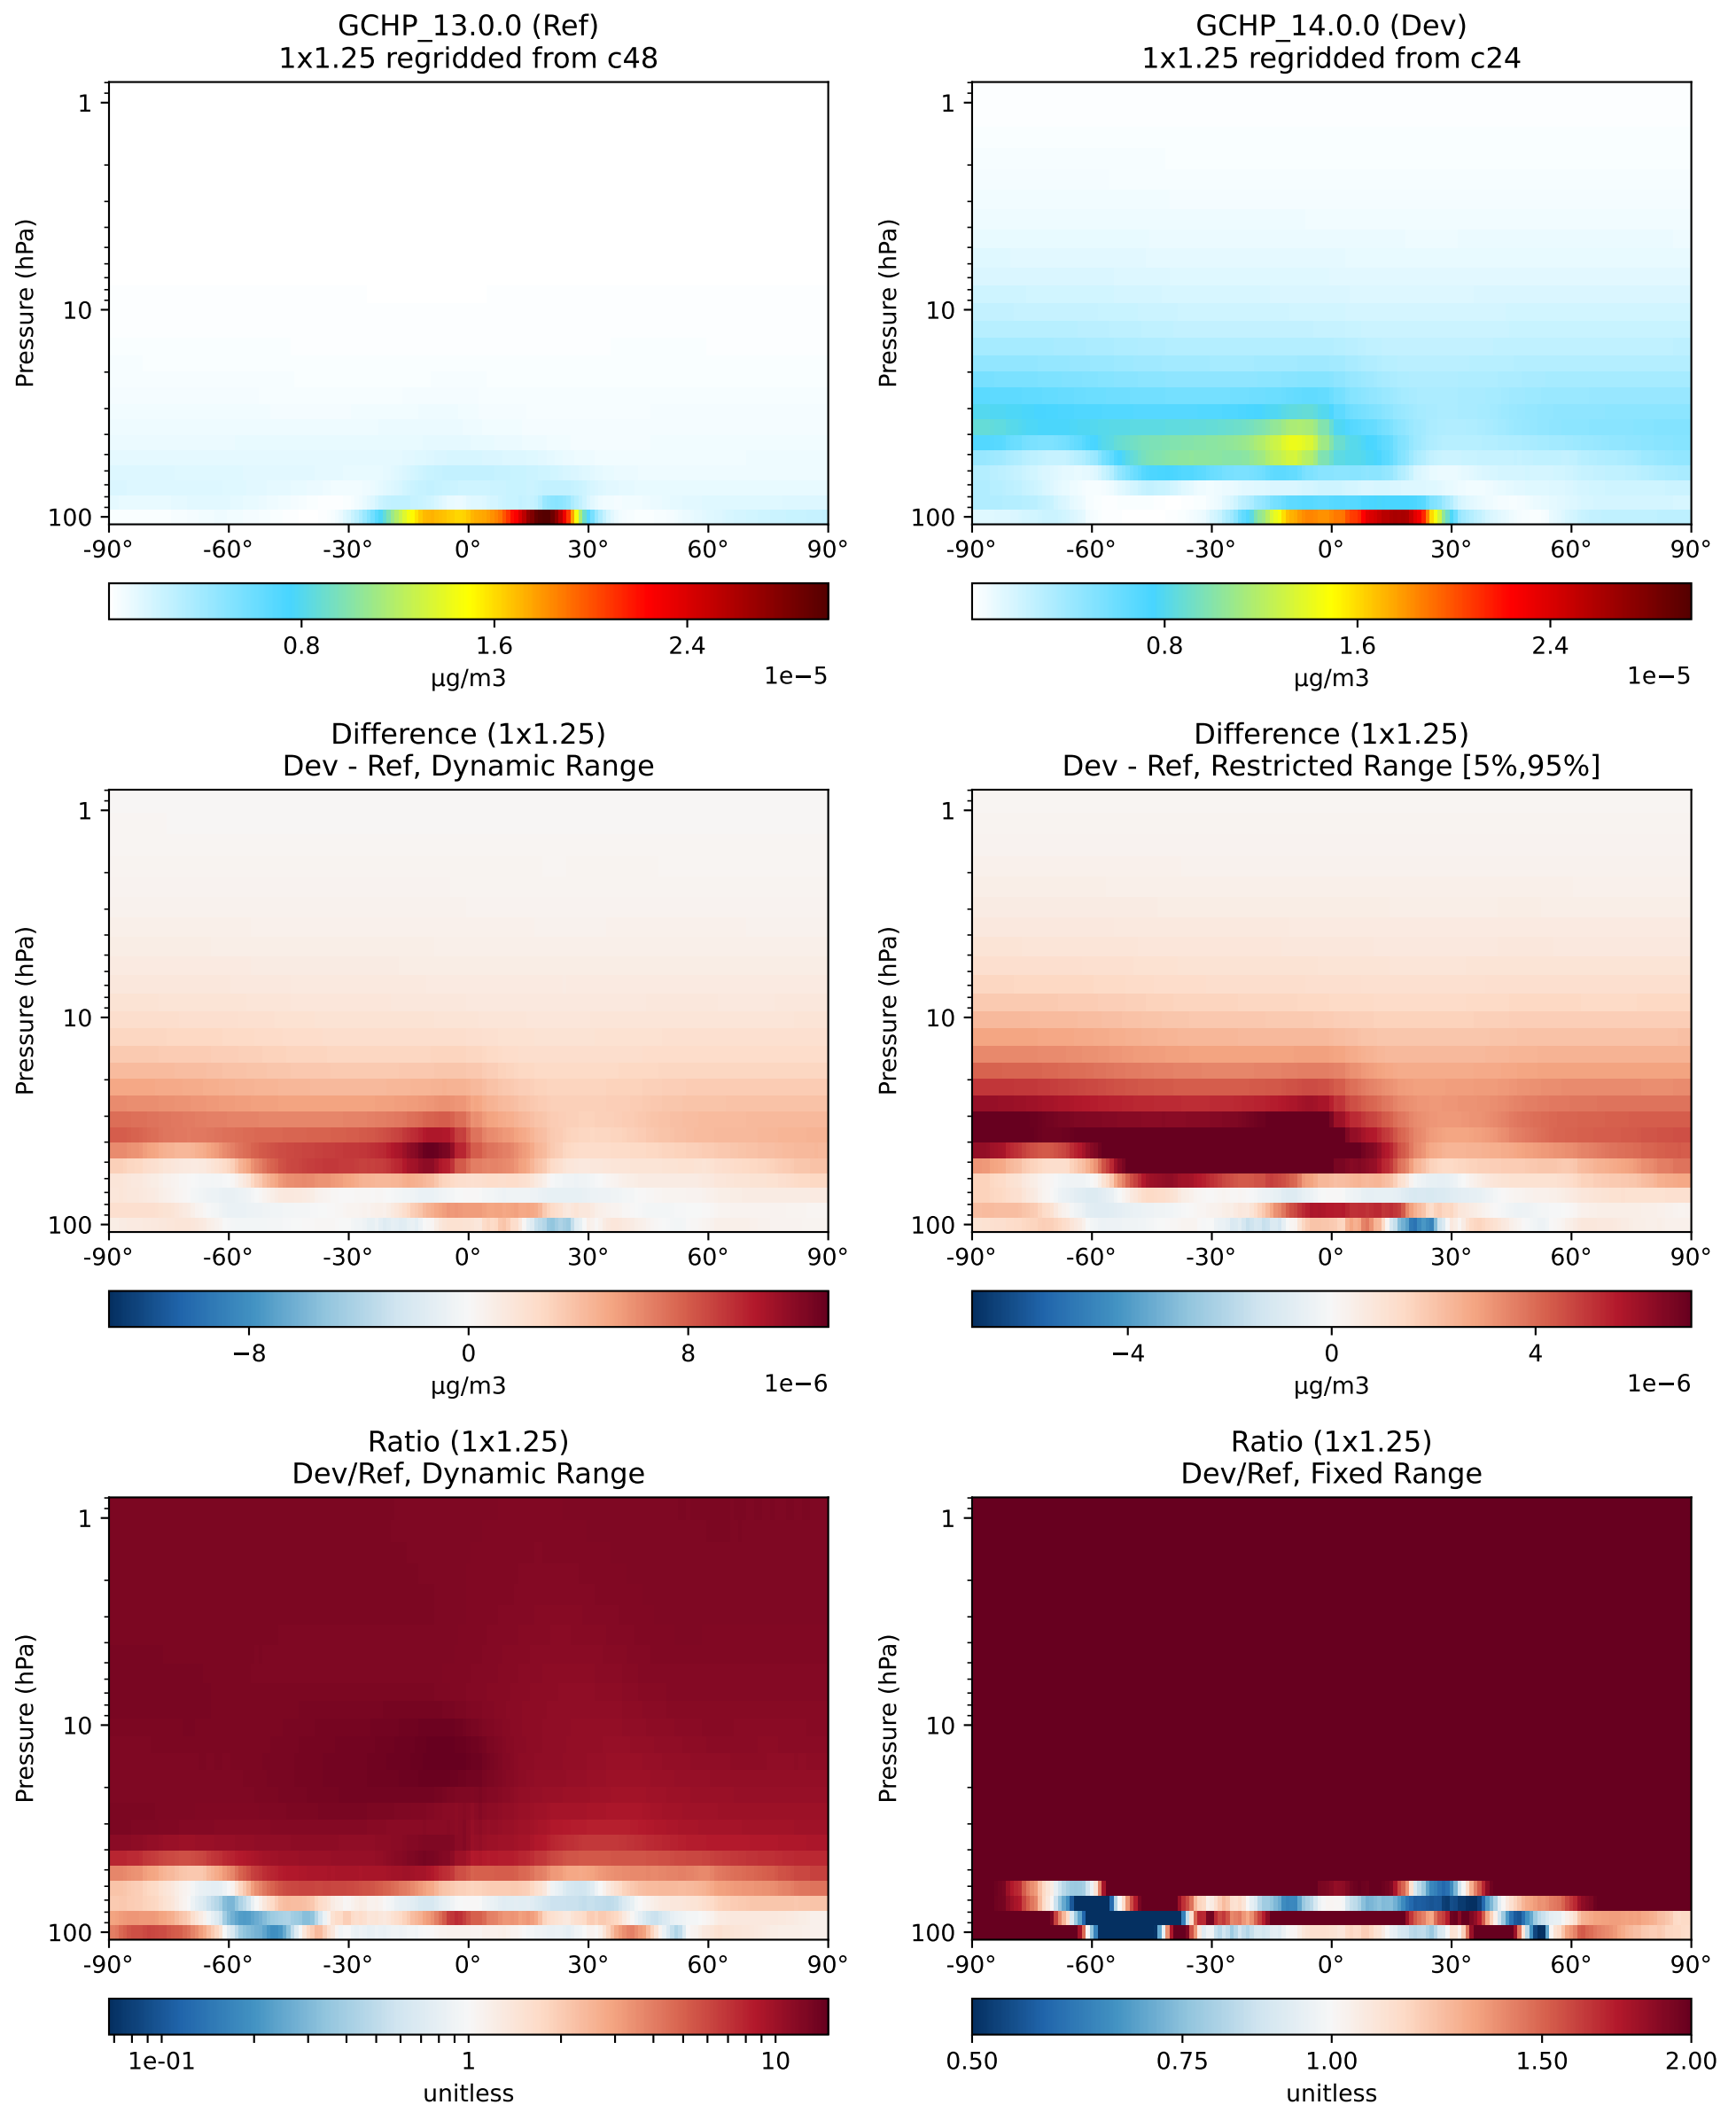 GCHP_13.0.0 (Ref)
1x1.25 regridded from c48
Pressure (hPa)
1
10
100
-90° -60° -30° 0° 30° 60° 90°
0.8 1.6 2.4
μg/m3 1e−5
GCHP_14.0.0 (Dev)
1x1.25 regridded from c24
Pressure (hPa)
1
10
100
-90° -60° -30° 0° 30° 60° 90°
0.8 1.6 2.4
μg/m3 1e−5
Difference (1x1.25)
Dev - Ref, Dynamic Range
Pressure (hPa)
1
10
100
-90° -60° -30° 0° 30° 60° 90°
−8 0 8
μg/m3 1e−6
Difference (1x1.25)
Dev - Ref, Restricted Range [5%,95%]
Pressure (hPa)
1
10
100
-90° -60° -30° 0° 30° 60° 90°
−4 0 4
μg/m3 1e−6
Ratio (1x1.25)
Dev/Ref, Dynamic Range
Pressure (hPa)
1
10
100
-90° -60° -30° 0° 30° 60° 90°
1e-01 1 10
unitless
Ratio (1x1.25)
Dev/Ref, Fixed Range
Pressure (hPa)
1
10
100
-90° -60° -30° 0° 30° 60° 90°
0.50 0.75 1.00 1.50 2.00
unitless